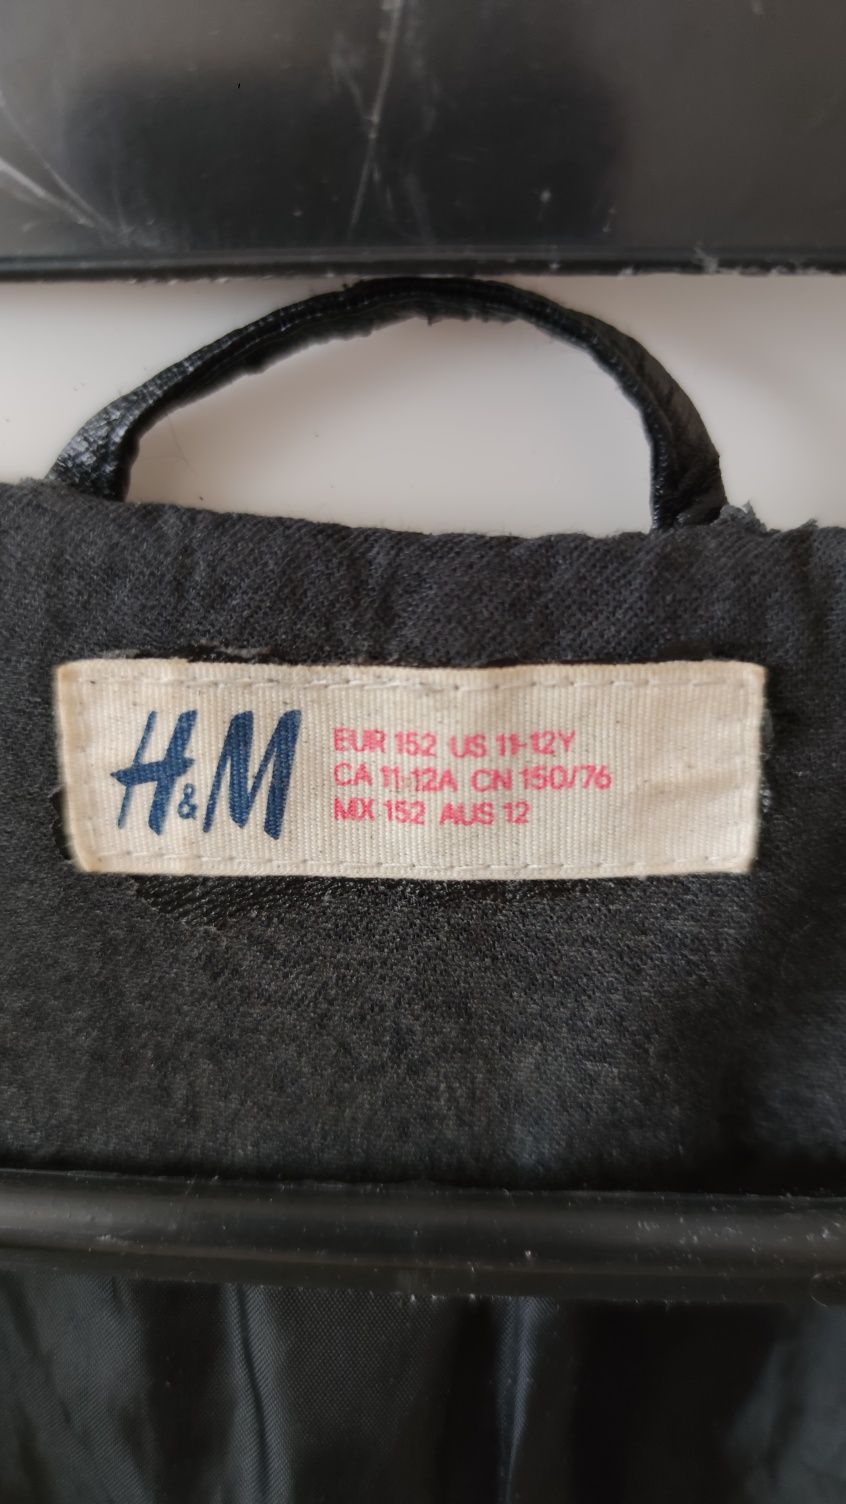 H&M
EUR 152 US 11-12Y
CA 11-12A CN 150/76
MX 152 AUS 12